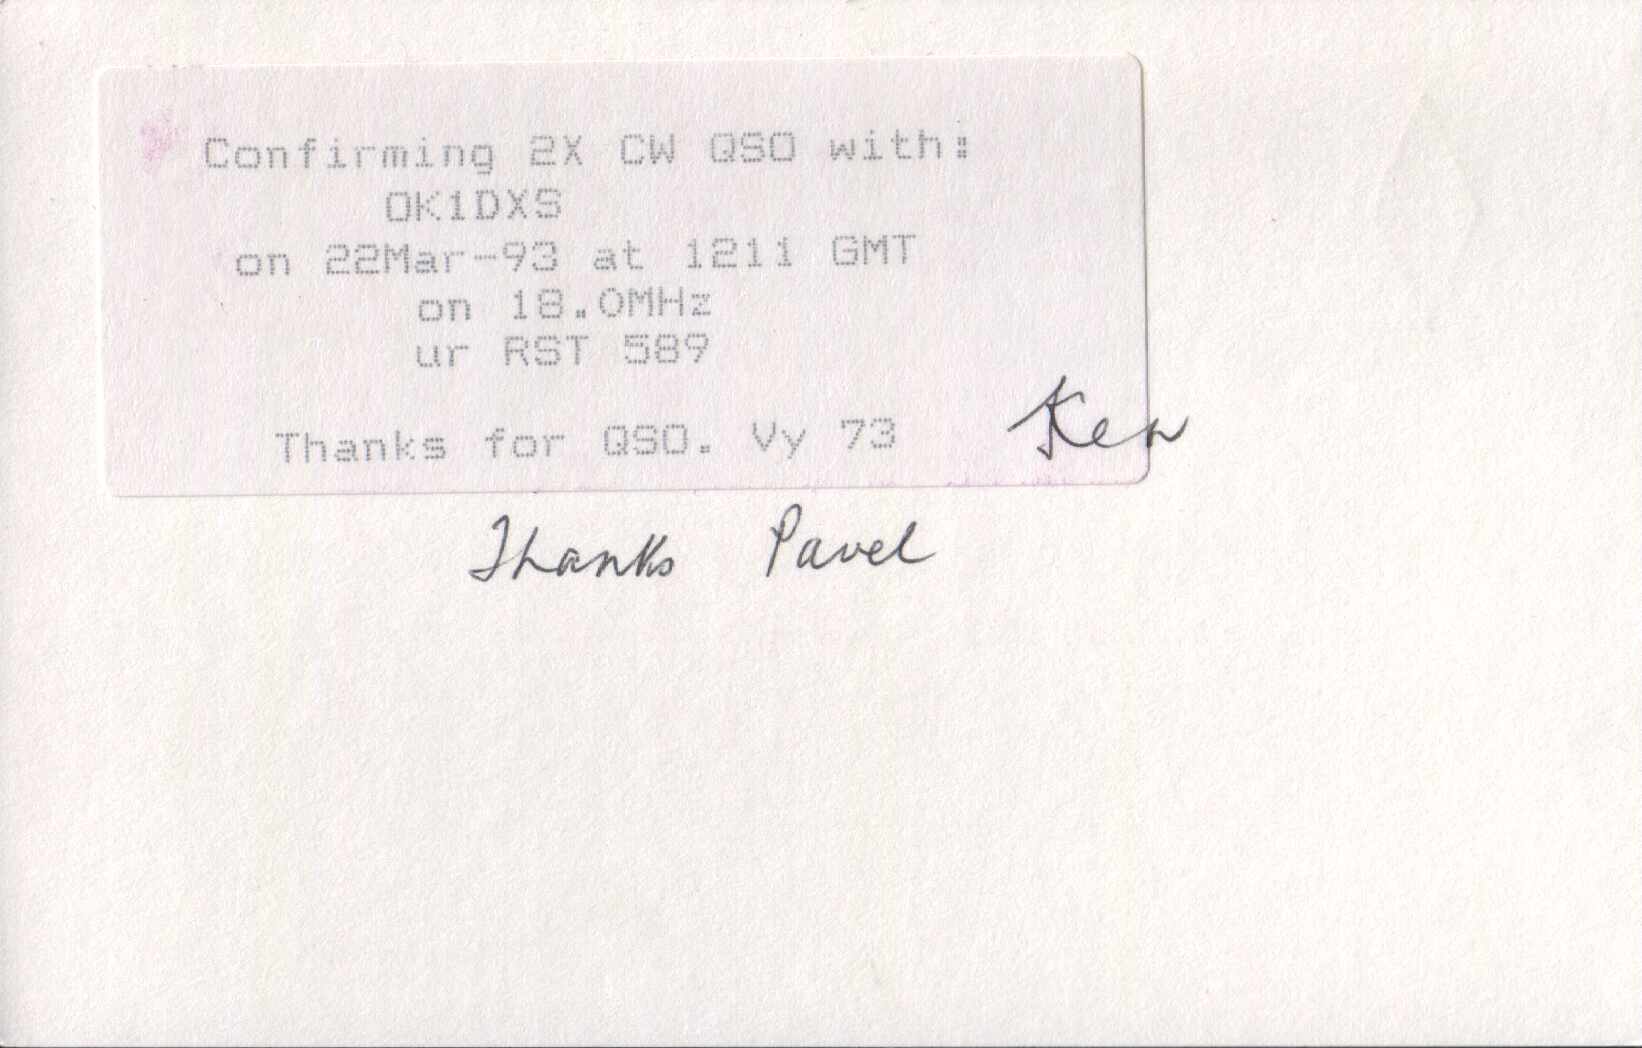 Confirming 2X CW QSO with:
OK1DXS
on 22Mar-93 at 1211 GMT
on 18.0MHz
ur RST 589
Thanks for QSO. Vy 73 Ken
Thanks Pavel